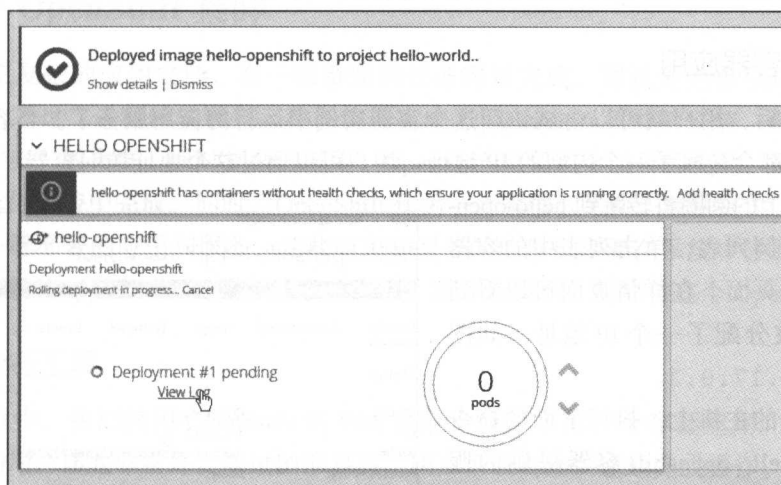 Deployed image hello-openshift to project hello-world..
Show details | Dismiss
HELLO OPENSHIFT
hello-openshift has containers without health checks, which ensure your application is running correctly. Add health checks
hello-openshift
Deployment hello-openshift
Rolling deployment in progress... Cancel
Deployment #1 pending
View Log
0
pods